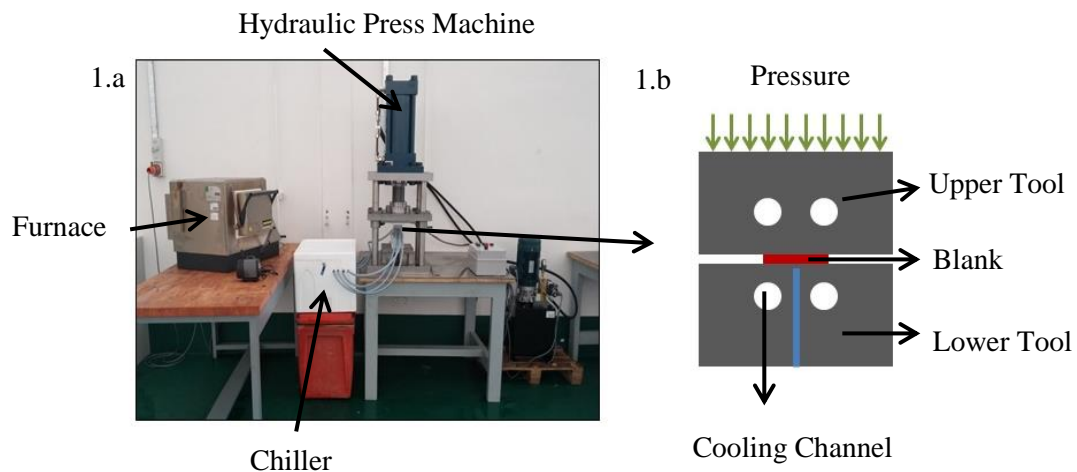 Hydraulic Press Machine
1.a
1.b
Pressure
Upper Tool
Furnace
Blank
Lower Tool
Chiller
Cooling Channel